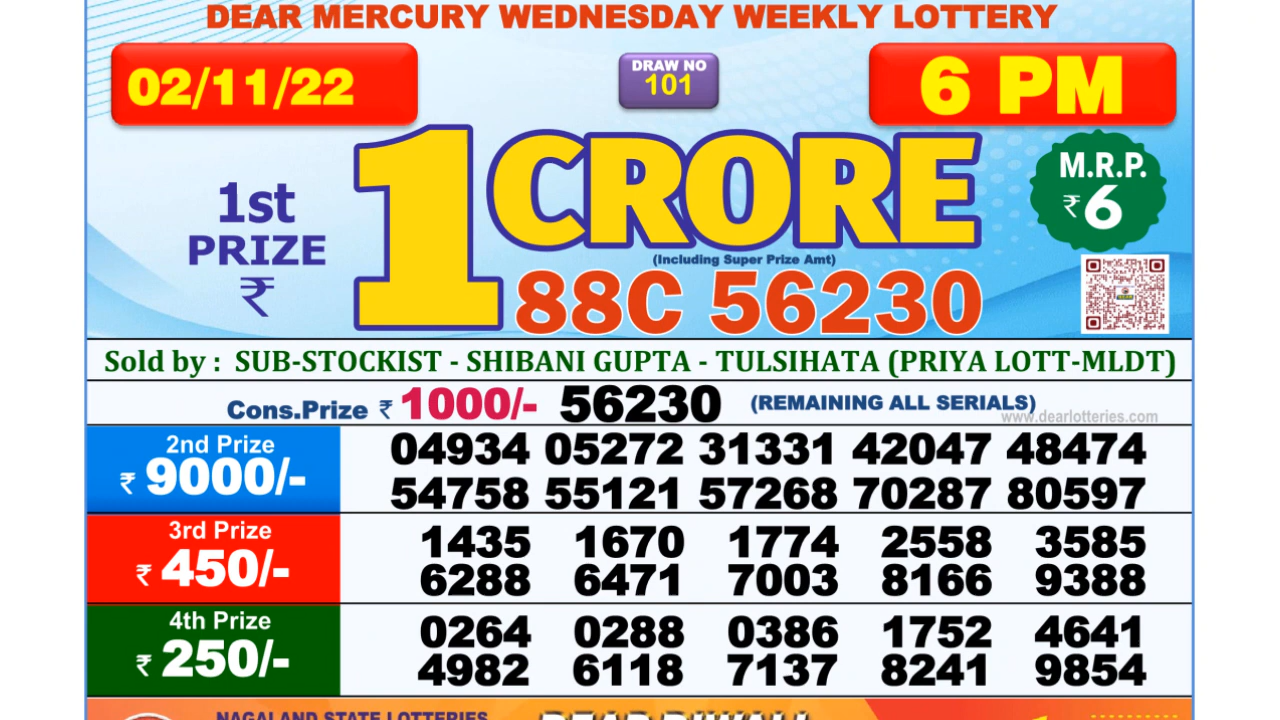 DEAR MERCURY WEDNESDAY WEEKLY LOTTERY
02/11/22
DRAW NO
101
6 PM
1st
PRIZE
₹
1 CRORE
(Including Super Prize Amt)
88C 56230
M.R.P.
₹6
Sold by : SUB-STOCKIST - SHIBANI GUPTA - TULSIHATA (PRIYA LOTT-MLDT)
Cons.Prize ₹ 1000/- 56230 (REMAINING ALL SERIALS)
www.dearlotteries.com
2nd Prize
₹ 9000/-
04934 05272 31331 42047 48474
54758 55121 57268 70287 80597
3rd Prize
₹ 450/-
1435 1670 1774 2558 3585
6288 6471 7003 8166 9388
4th Prize
₹ 250/-
0264 0288 0386 1752 4641
4982 6118 7137 8241 9854
NAGALAND STATE LOTTERIES
DEAR DIWALI